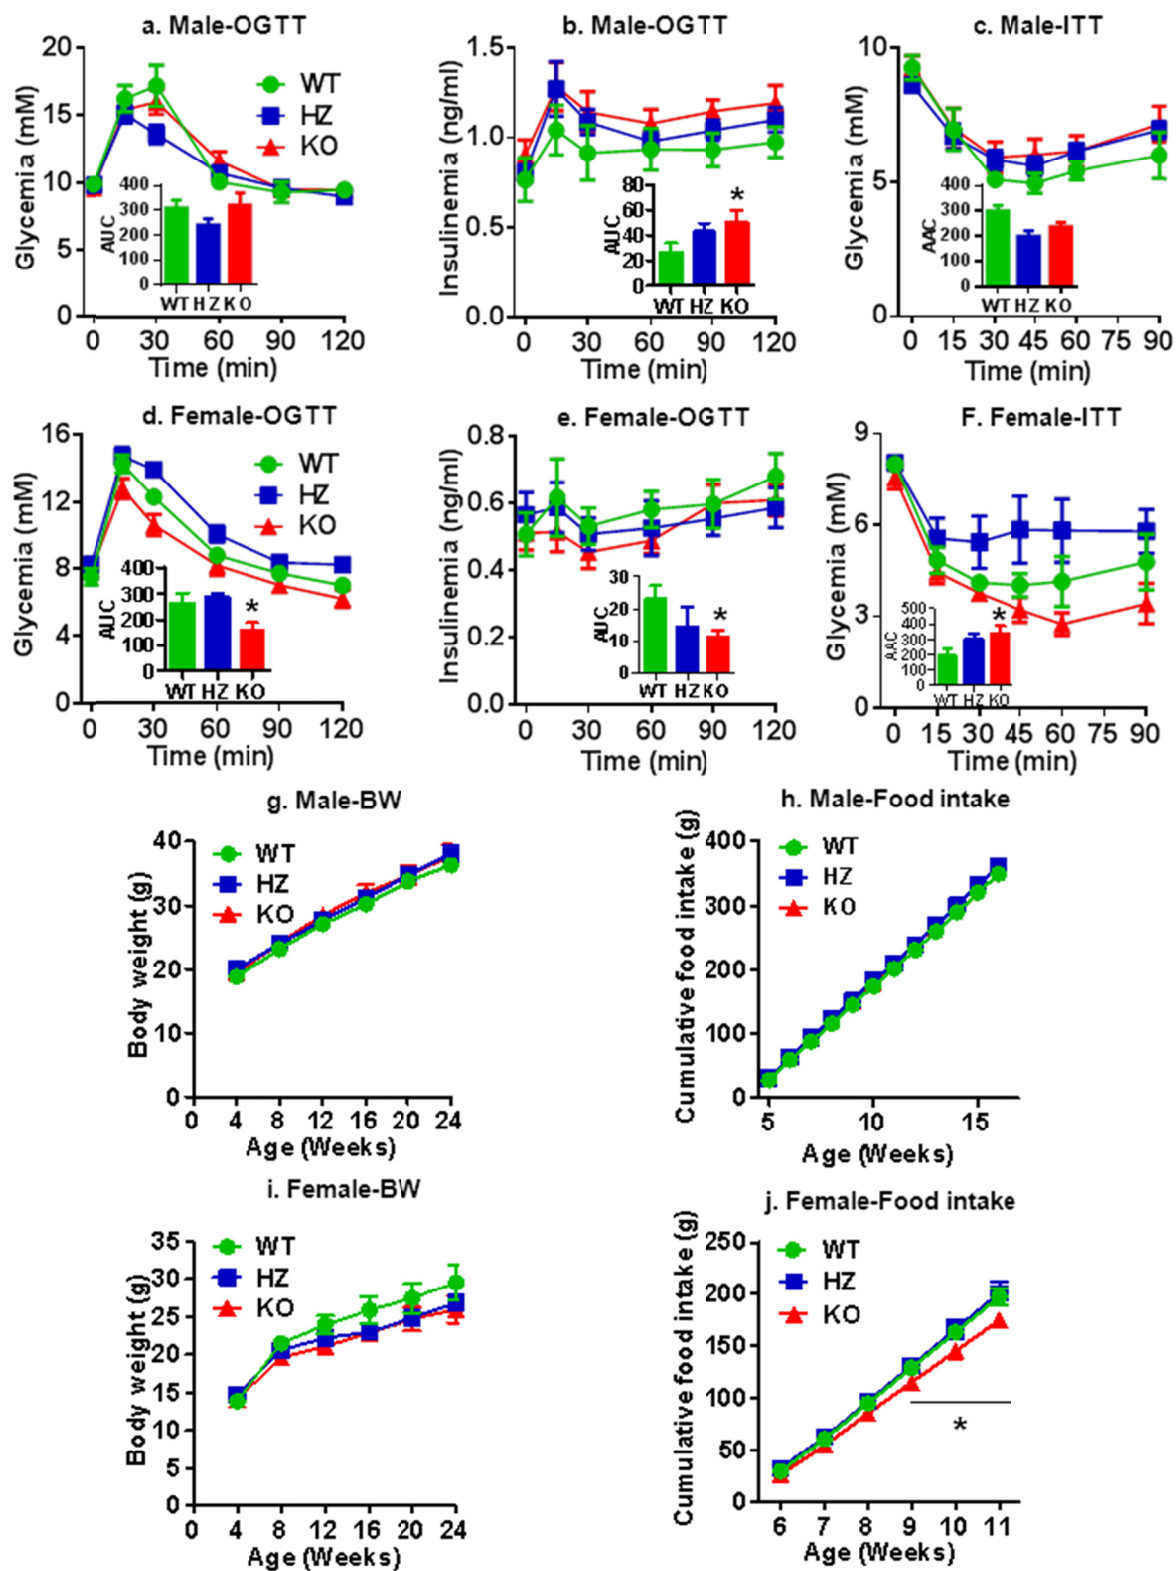 a. Male-OGTT
20
15
10
5
0
Glycemia (mM)
WT
HZ
KO
400
300
200
100
0
AUC
WT HZ KO
0 30 60 90 120
Time (min)
b. Male-OGTT
1.5
1.0
0.5
0.0
Insulinemia (ng/ml)
80
60
40
20
0
AUC
*
WT HZ KO
0 30 60 90 120
Time (min)
c. Male-ITT
10
5
0
Glycemia (mM)
400
300
200
100
0
AAC
WT HZ KO
0 15 30 45 60 75 90
Time (min)
d. Female-OGTT
16
12
8
4
0
Glycemia (mM)
WT
HZ
KO
400
300
200
100
0
AUC
*
WT HZ KO
0 30 60 90 120
Time (min)
e. Female-OGTT
0.8
0.6
0.4
0.2
0.0
Insulinemia (ng/ml)
30
20
10
0
AUC
*
WT HZ KO
0 30 60 90 120
Time (min)
F. Female-ITT
9
6
3
0
Glycemia (mM)
500
400
300
200
100
0
AAC
*
WT HZ KO
0 15 30 45 60 75 90
Time (min)
g. Male-BW
40
30
20
10
0
Body weight (g)
WT
HZ
KO
0 4 8 12 16 20 24
Age (Weeks)
h. Male-Food intake
400
300
200
100
0
Cumulative food intake (g)
WT
HZ
KO
5 10 15
Age (Weeks)
i. Female-BW
35
30
25
20
15
10
5
0
Body weight (g)
WT
HZ
KO
0 4 8 12 16 20 24
Age (Weeks)
j. Female-Food intake
250
200
150
100
50
0
Cumulative food intake (g)
WT
HZ
KO
*
6 7 8 9 10 11
Age (Weeks)